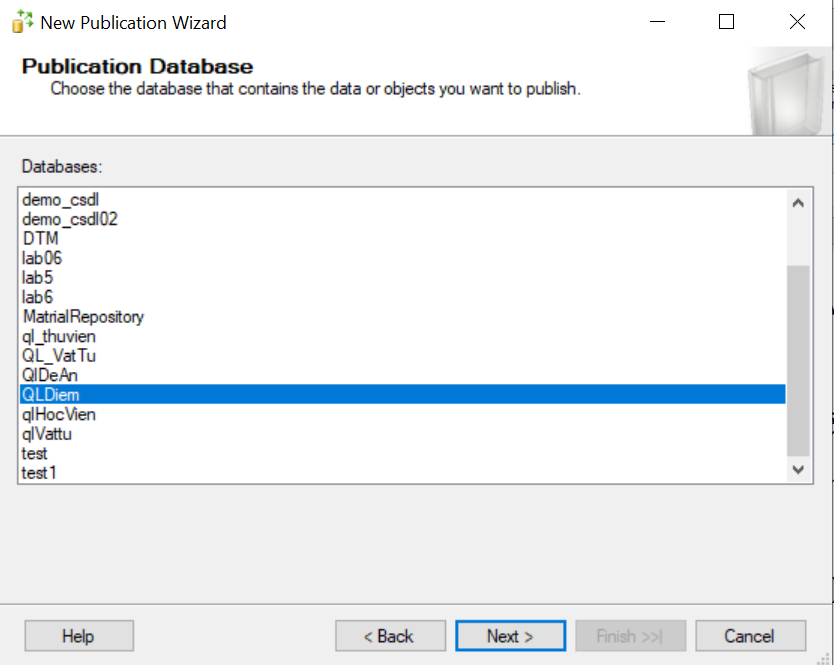 New Publication Wizard
Publication Database
Choose the database that contains the data or objects you want to publish.
Databases:
demo_csdl
demo_csdl02
DTM
lab06
lab5
lab6
MatrialRepository
ql_thuvien
QL_VatTu
QlDeAn
QLDiem
qlHocVien
qlVattu
test
test1
Help
< Back
Next >
Finish >>|
Cancel